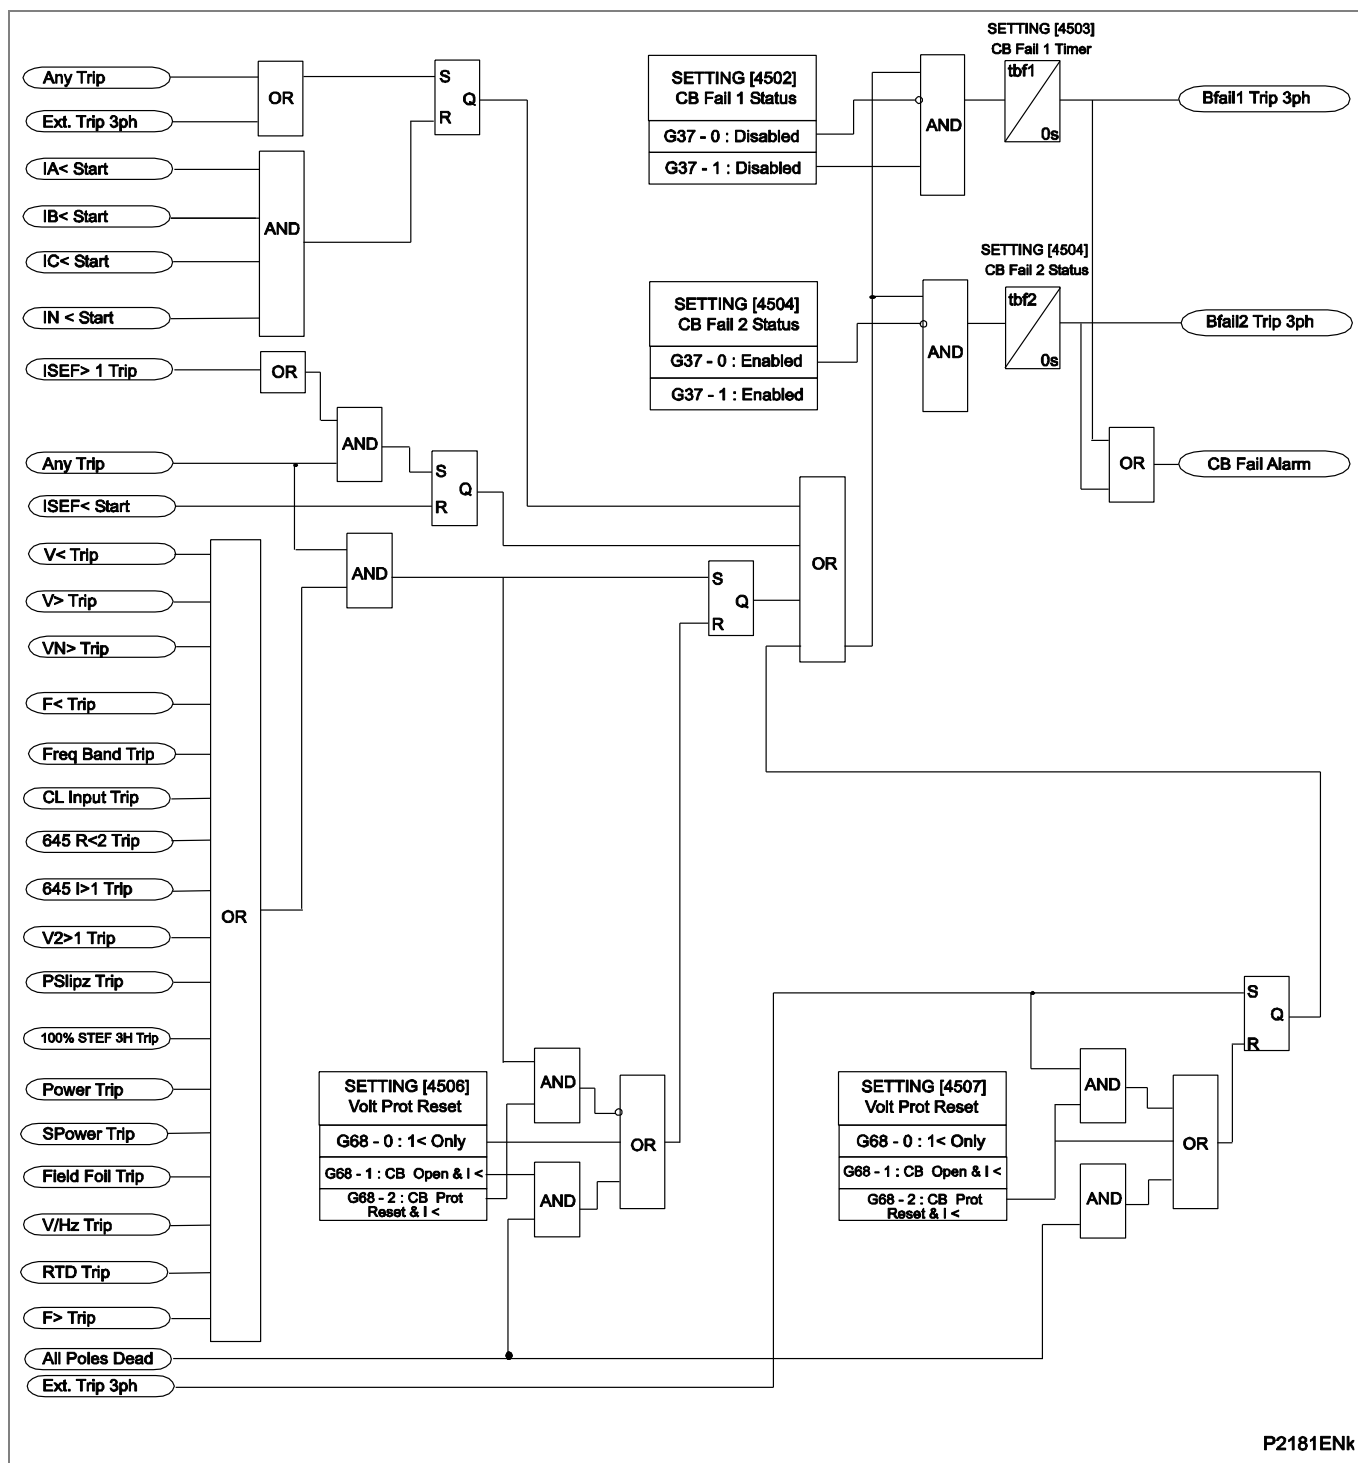 SETTING [4503]
CB Fail 1 Timer
Any Trip
OR
S
Q
R
SETTING [4502]
CB Fail 1 Status
G37 - 0 : Disabled
G37 - 1 : Disabled
AND
tbf1
0s
Bfail1 Trip 3ph
Ext. Trip 3ph
IA< Start
IB< Start
AND
IC< Start
IN < Start
SETTING [4504]
CB Fail 2 Status
SETTING [4504]
CB Fail 2 Status
G37 - 0 : Enabled
G37 - 1 : Enabled
AND
tbf2
0s
Bfail2 Trip 3ph
ISEF> 1 Trip
OR
AND
Any Trip
S
Q
R
OR
CB Fail Alarm
ISEF< Start
V< Trip
AND
S
Q
R
OR
V> Trip
VN> Trip
F< Trip
Freq Band Trip
CL Input Trip
645 R<2 Trip
645 I>1 Trip
OR
V2>1 Trip
PSlipz Trip
S
Q
R
100% STEF 3H Trip
Power Trip
SETTING [4506]
Volt Prot Reset
G68 - 0 : 1< Only
G68 - 1 : CB Open & I <
G68 - 2 : CB Prot
Reset & I <
AND
OR
AND
SETTING [4507]
Volt Prot Reset
G68 - 0 : 1< Only
G68 - 1 : CB Open & I <
G68 - 2 : CB Prot
Reset & I <
AND
OR
AND
SPower Trip
Field Foil Trip
V/Hz Trip
RTD Trip
F> Trip
All Poles Dead
Ext. Trip 3ph
P2181ENk